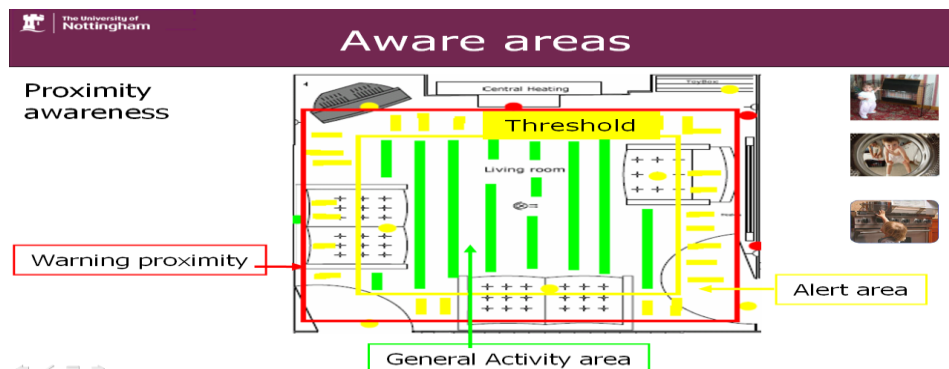 The University of
Nottingham
Aware areas
Proximity
awareness
Central Heating
ToyBox
Threshold
Living room
Warning proximity
Alert area
General Activity area